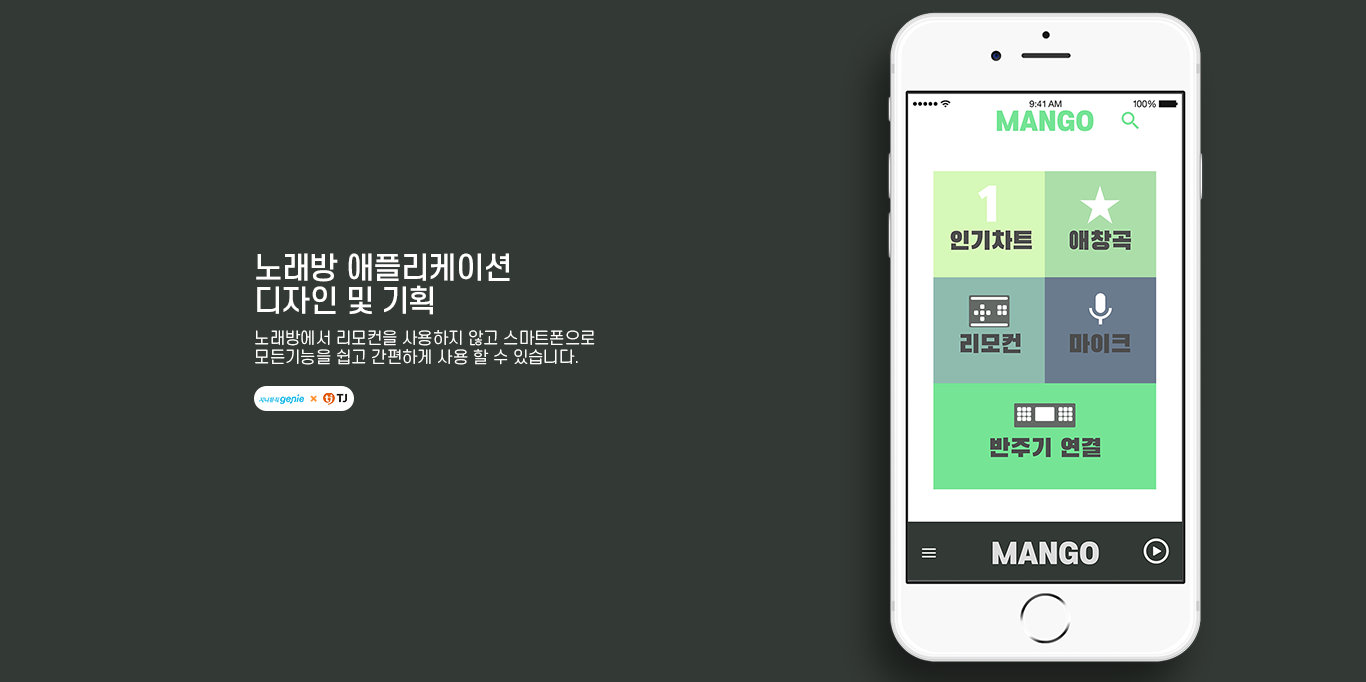 노래방 애플리케이션
디자인 및 기획
노래방에서 리모컨을 사용하지 않고 스마트폰으로
모든기능을 쉽고 간편하게 사용 할 수 있습니다.
지니뮤직 genie × TJ
9:41 AM 100%
MANGO
1
인기차트
애창곡
리모컨
마이크
반주기 연결
MANGO